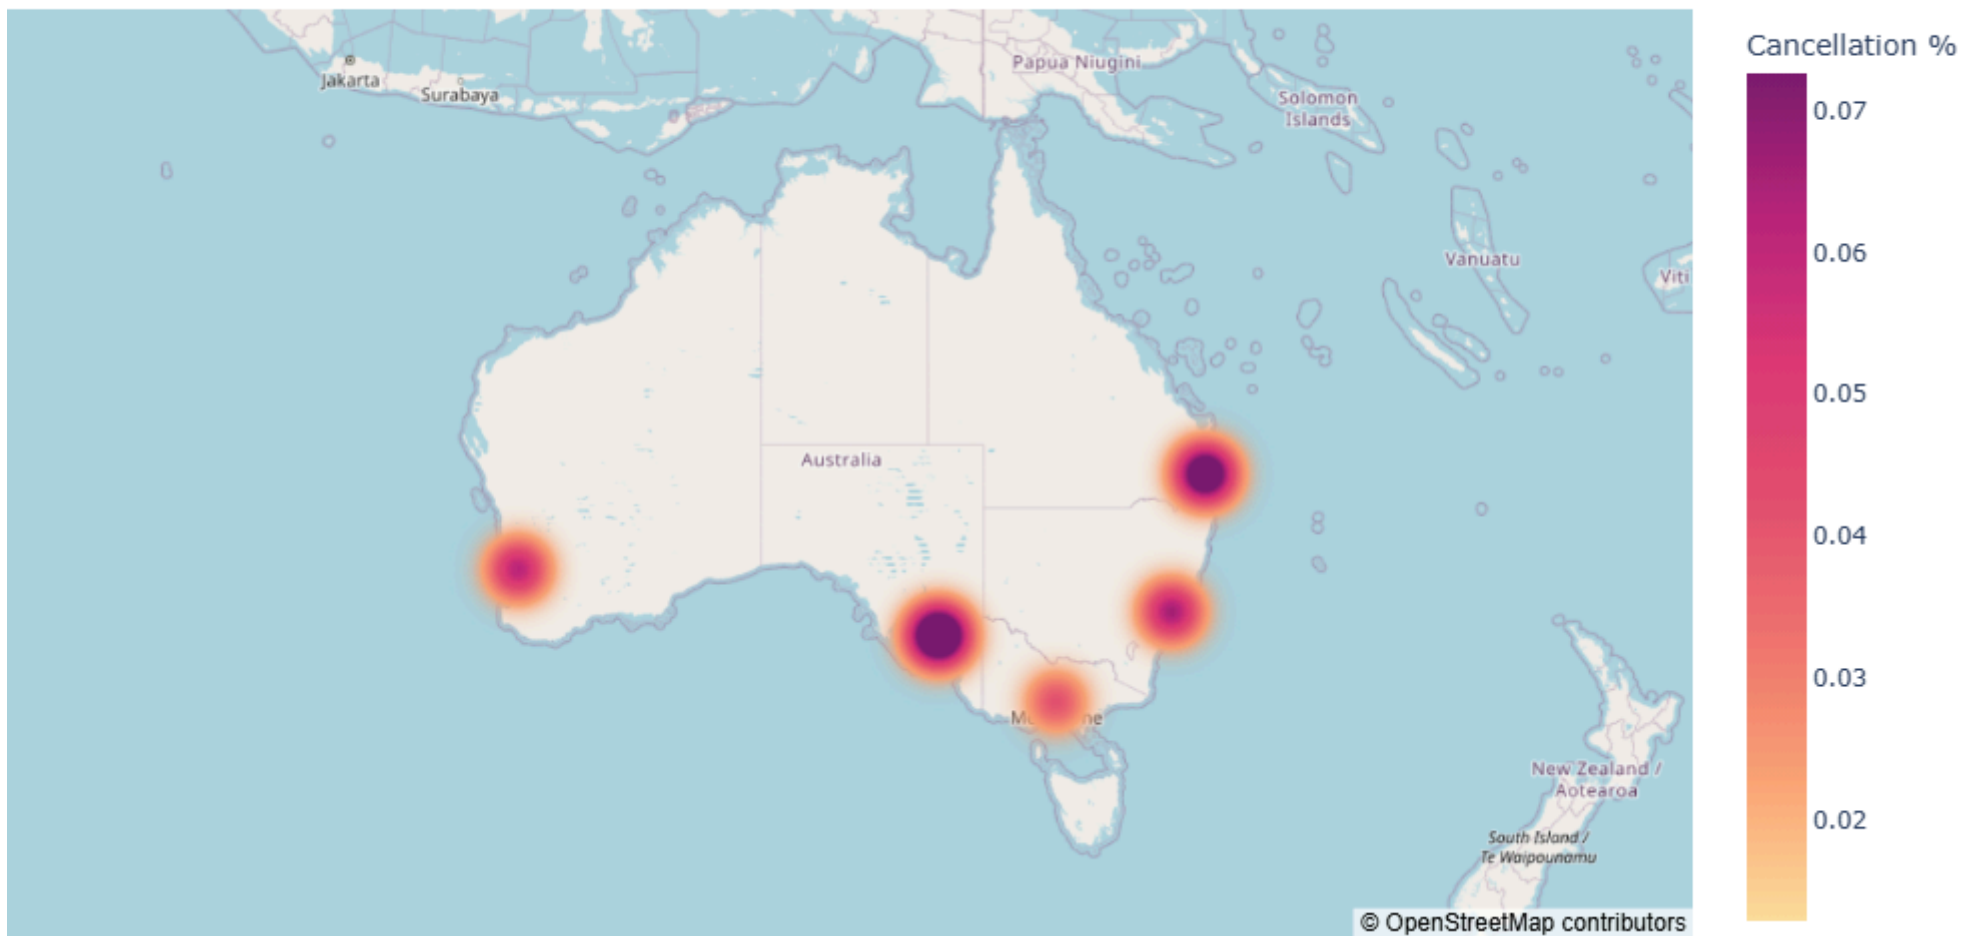 Cancellation %
0.07
0.06
0.05
0.04
0.03
0.02
Jakarta
Surabaya
Papua Niugini
Solomon
Islands
Vanuatu
Viti
Australia
New Zealand /
Aotearoa
South Island /
Te Waipounamu
© OpenStreetMap contributors